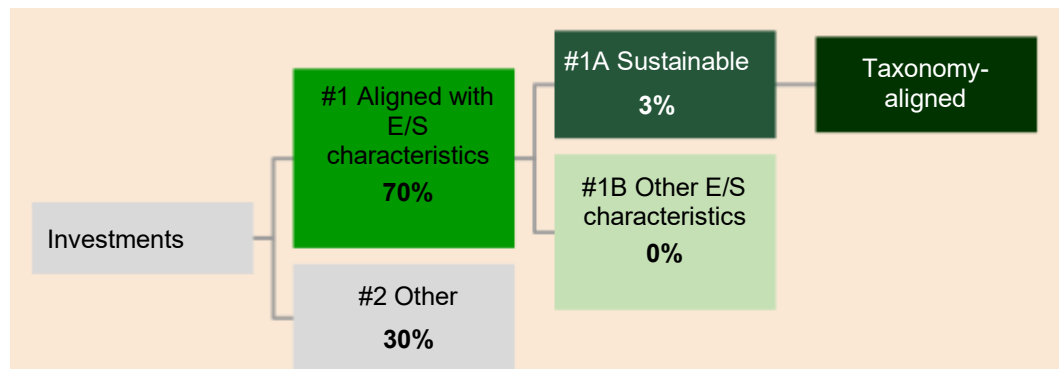 Investments
#1 Aligned with
E/S
characteristics
70%
#2 Other
30%
#1A Sustainable
3%
#1B Other E/S
characteristics
0%
Taxonomy-
aligned